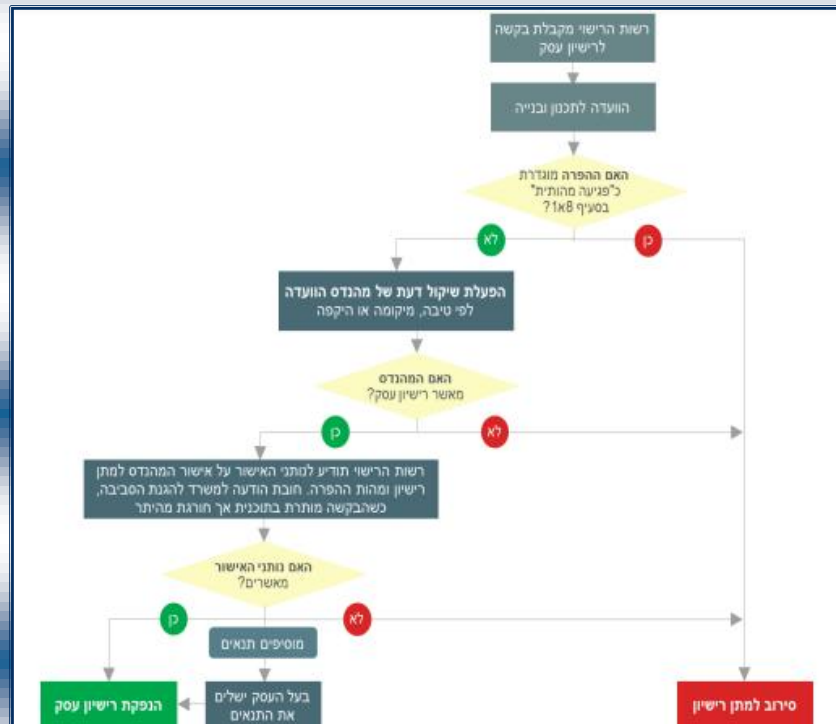 רשות הרישוי מקבלת בקשה
לרישיון עסק
הוועדה לתכנון ובנייה
האם ההפרה מוגדרת
כ"פגיעה מהותית"
בסעיף 8א1?
לא
כן
הפעלת שיקול דעת של מהנדס הוועדה
לפי טיבה, מיקומה או היקפה
האם המהנדס
מאשר רישיון עסק?
כן
לא
רשות הרישוי תודיע לנותני האישור על אישור המהנדס למתן
רישיון ומהות ההפרה. חובת הודעה למשרד להגנת הסביבה,
כשהבקשה מותרת בתוכנית אך חורגת מהיתר
האם נותני האישור
מאשרים?
כן
לא
מוסיפים תנאים
בעל העסק ישלים
את התנאים
הנפקת רישיון עסק
סירוב למתן רישיון